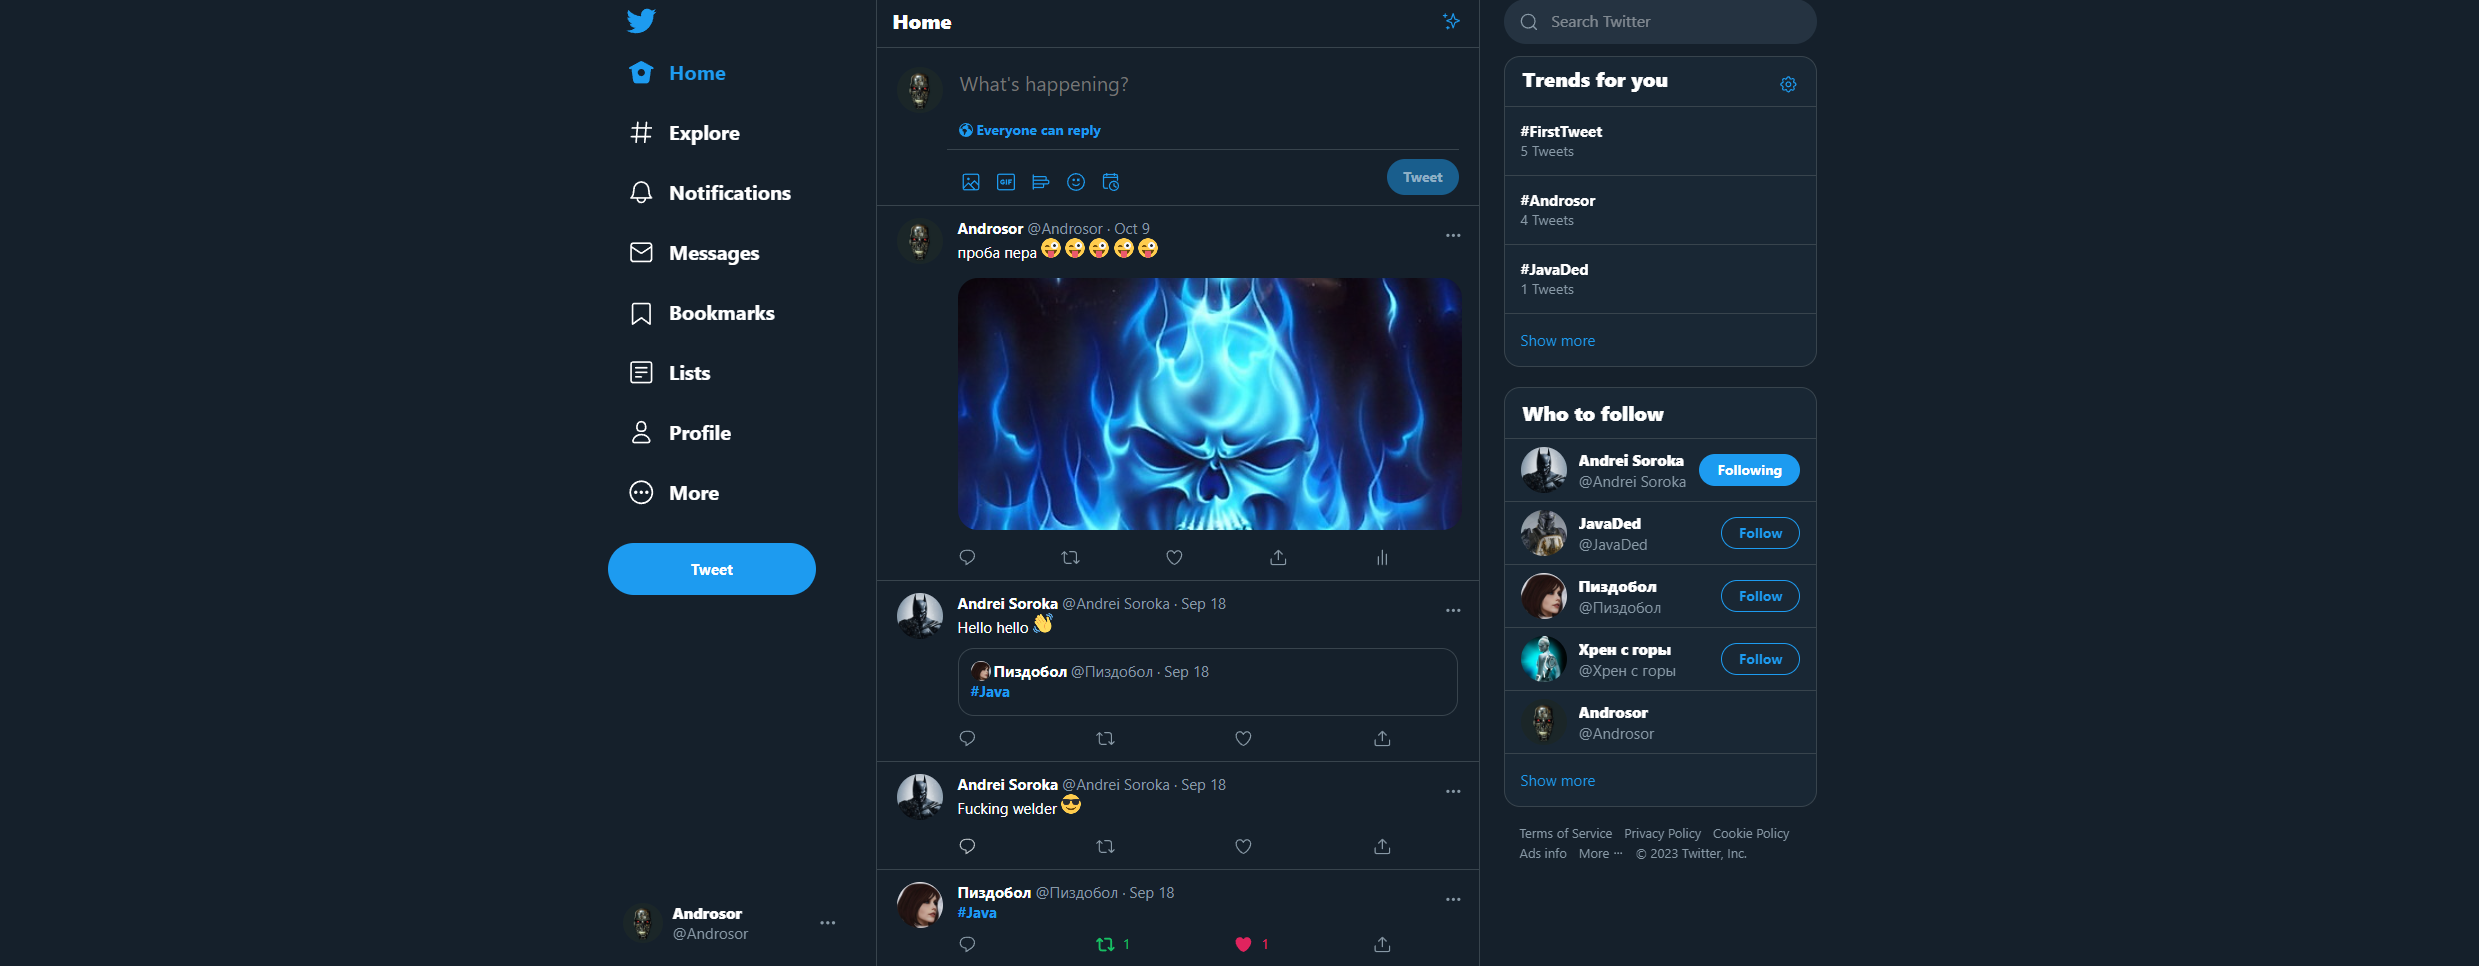 Home
Explore
Notifications
Messages
Bookmarks
Lists
Profile
More
Tweet
Androsor
@Androsor
Home
What's happening?
Everyone can reply
GIF
Tweet
Androsor @Androsor · Oct 9
проба пера 😜😜😜😜😜
Andrei Soroka @Andrei Soroka · Sep 18
Hello hello 👋
Пиздобол @Пиздобол · Sep 18
#Java
Andrei Soroka @Andrei Soroka · Sep 18
Fucking welder 😎
Пиздобол @Пиздобол · Sep 18
#Java
1 1
Search Twitter
Trends for you
#FirstTweet
5 Tweets
#Androsor
4 Tweets
#JavaDed
1 Tweets
Show more
Who to follow
Andrei Soroka
@Andrei Soroka
Following
JavaDed
@JavaDed
Follow
Пиздобол
@Пиздобол
Follow
Хрен с горы
@Хрен с горы
Follow
Androsor
@Androsor
Show more
Terms of Service Privacy Policy Cookie Policy
Ads info More ··· © 2023 Twitter, Inc.